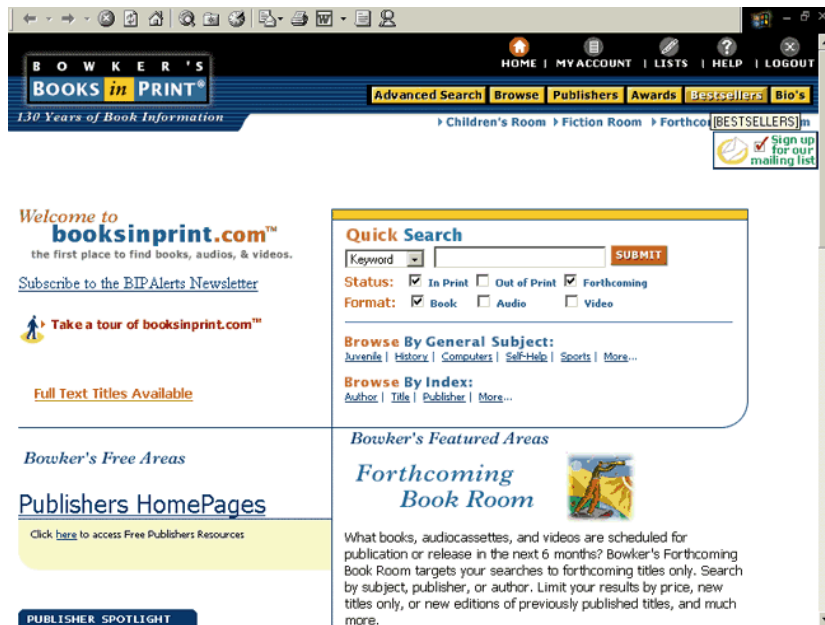 HOME | MY ACCOUNT | LISTS | HELP | LOGOUT
BOWKER'S
BOOKS in PRINT®
Advanced Search Browse Publishers Awards Bestsellers Bio's
130 Years of Book Information
Children's Room Fiction Room Forthco
[BESTSELLERS]
m
Sign up
for our
mailing list
Welcome to
booksinprint.com™
the first place to find books, audios, & videos.
Subscribe to the BIPAlerts Newsletter
Take a tour of booksinprint.com™
Full Text Titles Available
Quick Search
Keyword
SUBMIT
Status: In Print Out of Print Forthcoming
Format: Book Audio Video
Browse By General Subject:
Juvenile | History | Computers | Self-Help | Sports | More...
Browse By Index:
Author | Title | Publisher | More...
Bowker's Free Areas
Publishers HomePages
Click here to access Free Publishers Resources
PUBLISHER SPOTLIGHT
Bowker's Featured Areas
Forthcoming
Book Room
What books, audiocassettes, and videos are scheduled for
publication or release in the next 6 months? Bowker's Forthcoming
Book Room targets your searches to forthcoming titles only. Search
by subject, publisher, or author. Limit your results by price, new
titles only, or new editions of previously published titles, and much
more.